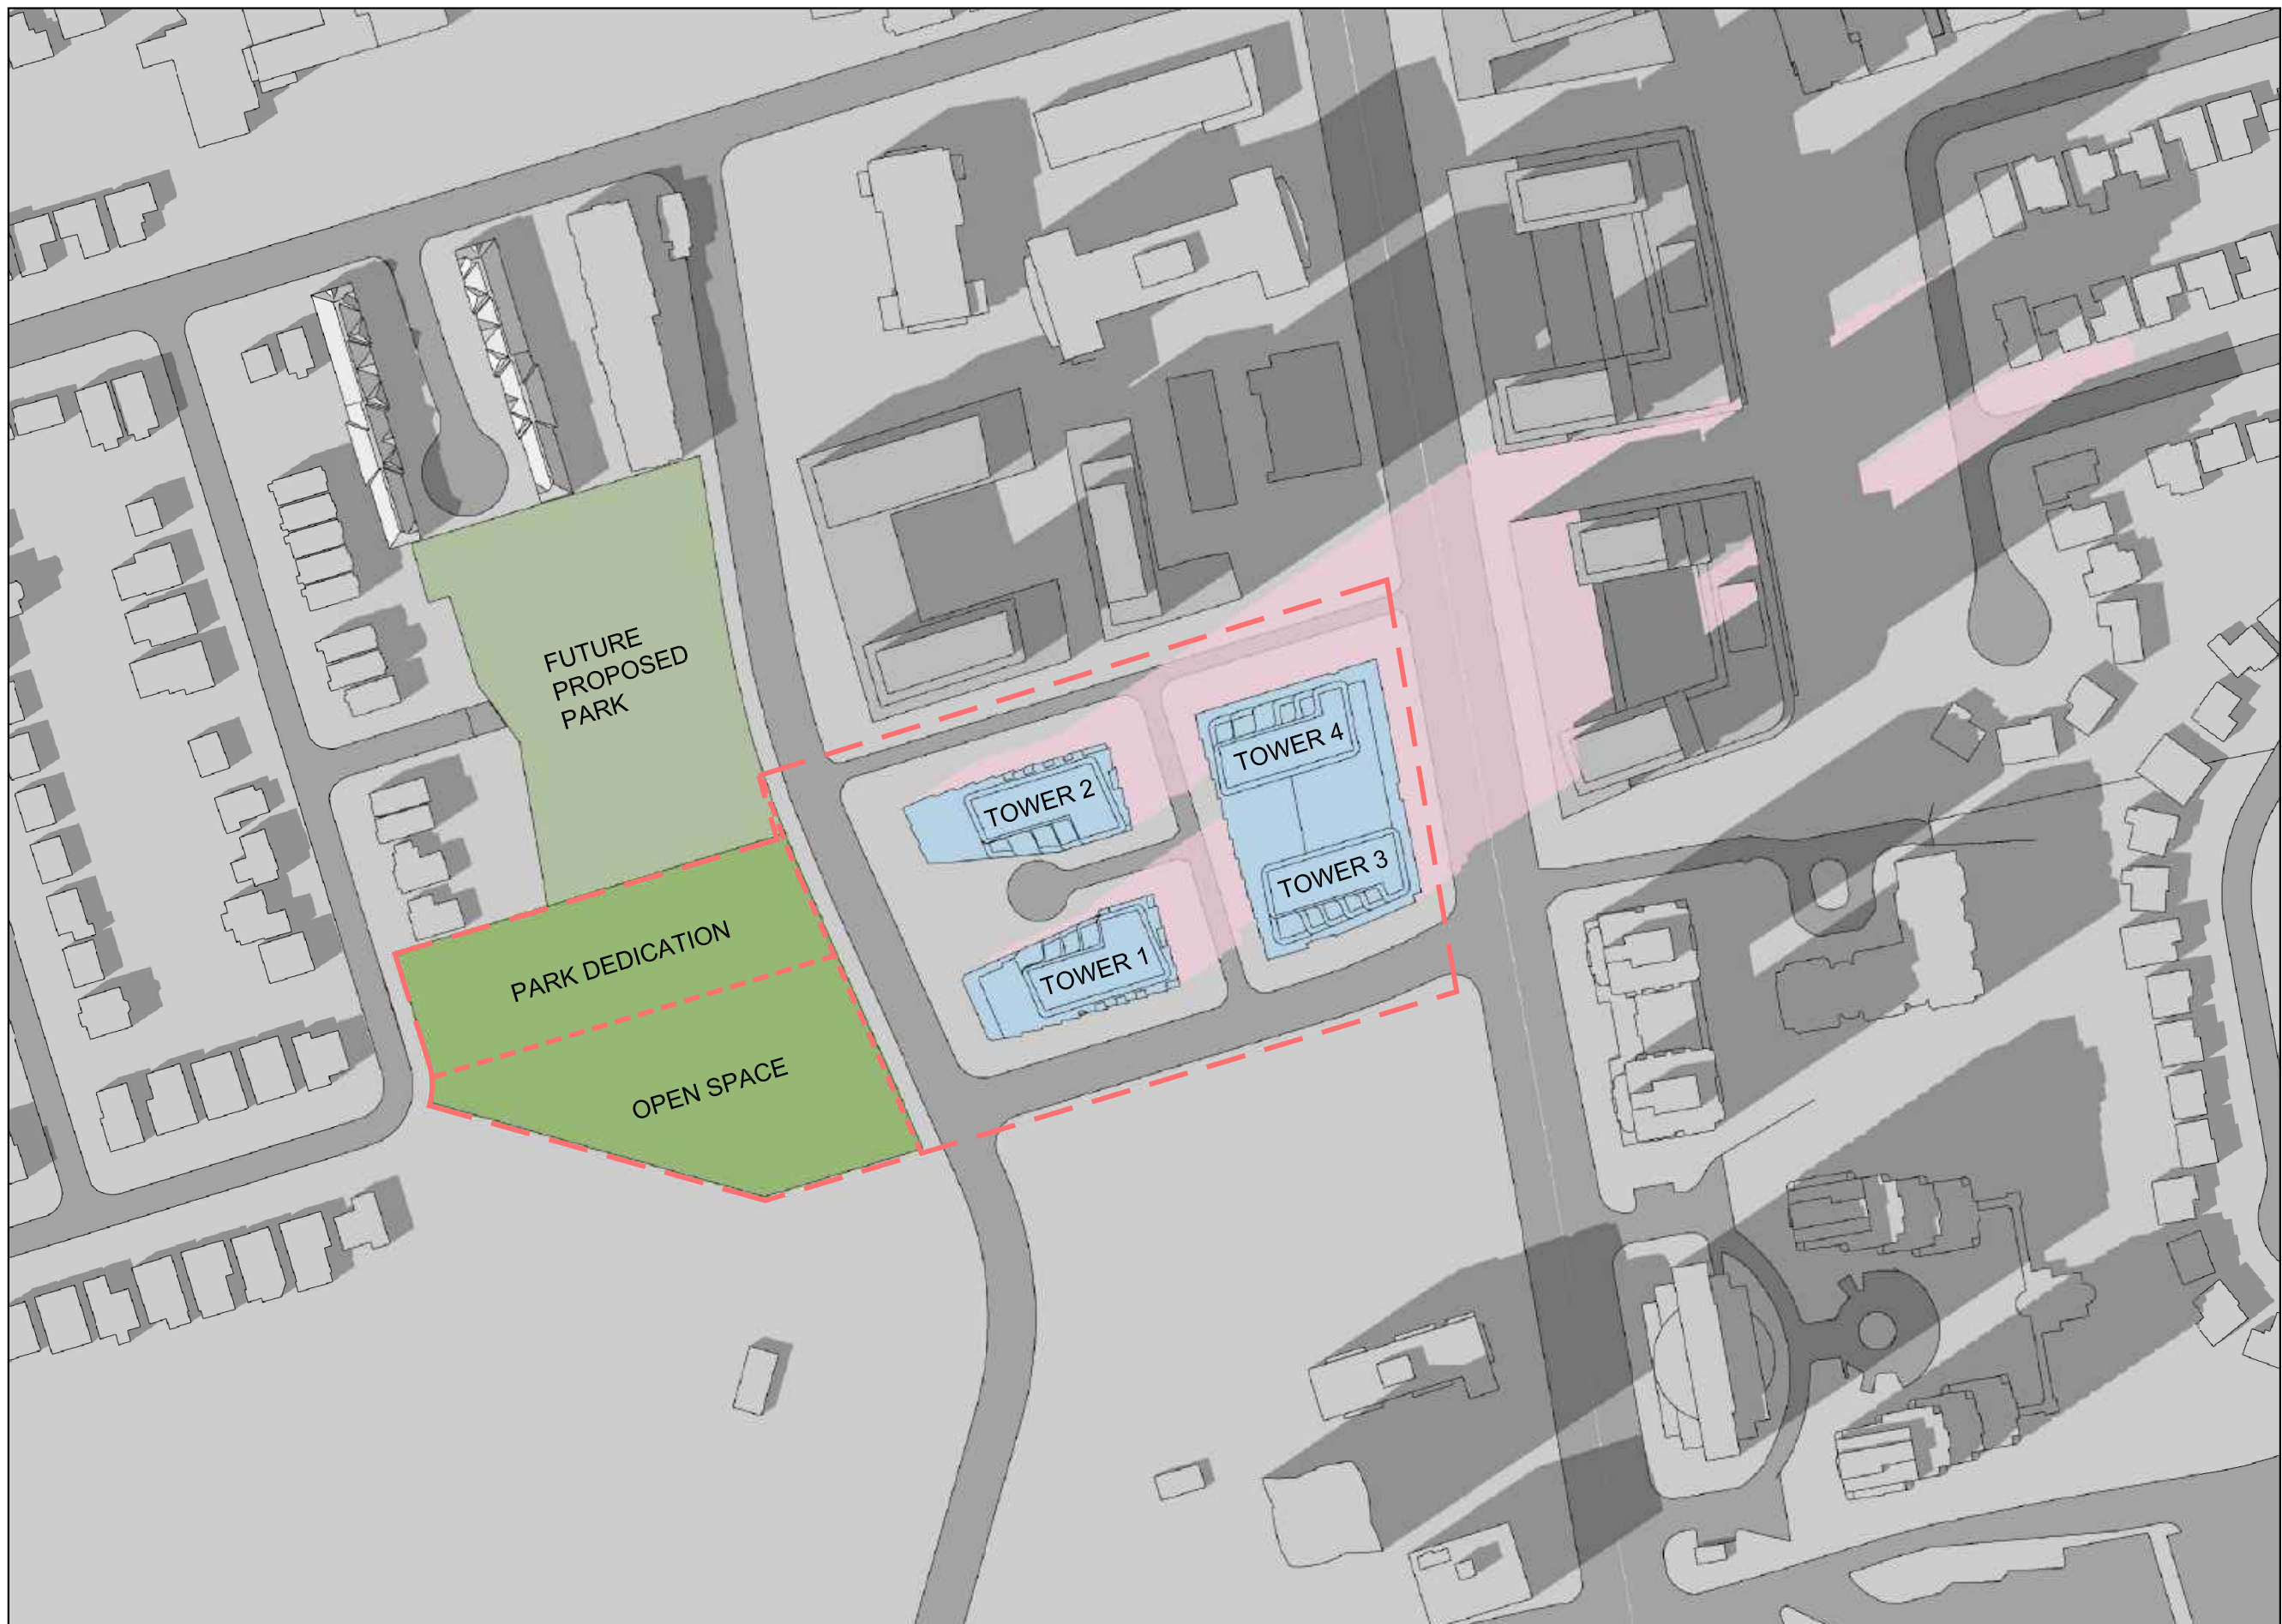 FUTURE
PROPOSED
PARK
TOWER 4
TOWER 2
TOWER 3
PARK DEDICATION
TOWER 1
OPEN SPACE